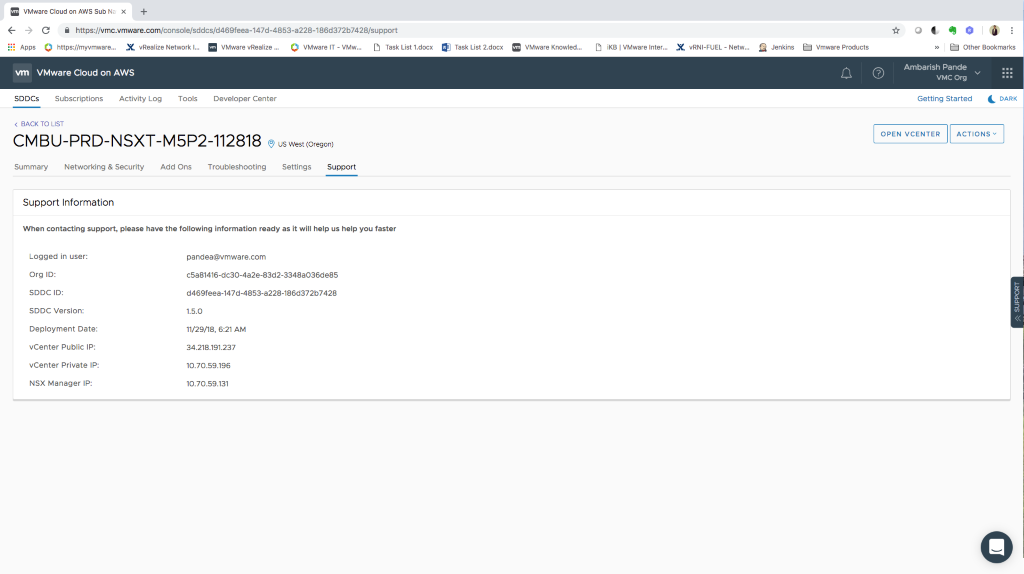 vm VMware Cloud on AWS Sub Na × +
https://vmc.vmware.com/console/sddcs/d469feea-147d-4853-a228-186d372b7428/support
Apps https://myvmware... vRealize Network I... VMware vRealize ... VMware IT - VMw... Task List 1.docx Task List 2.docx VMware Knowled... iKB | VMware Inter... vRNI-FUEL - Netw... Jenkins Vmware Products » Other Bookmarks
vm VMware Cloud on AWS
Ambarish Pande
VMC Org
SDDCs Subscriptions Activity Log Tools Developer Center Getting Started DARK
BACK TO LIST
CMBU-PRD-NSXT-M5P2-112818 US West (Oregon) OPEN VCENTER ACTIONS
Summary Networking & Security Add Ons Troubleshooting Settings Support
Support Information
When contacting support, please have the following information ready as it will help us help you faster
Logged in user: pandea@vmware.com
Org ID: c5a81416-dc30-4a2e-83d2-3348a036de85
SDDC ID: d469feea-147d-4853-a228-186d372b7428
SDDC Version: 1.5.0
Deployment Date: 11/29/18, 6:21 AM
vCenter Public IP: 34.218.191.237
vCenter Private IP: 10.70.59.196
NSX Manager IP: 10.70.59.131
SUPPORT